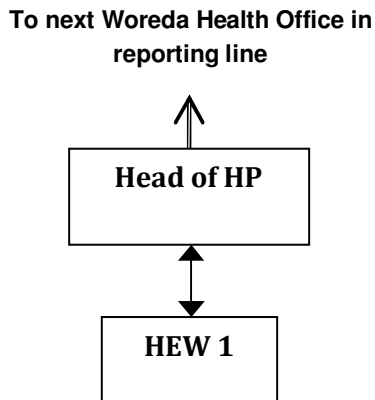 To next Woreda Health Office in
reporting line
Head of HP
HEW 1